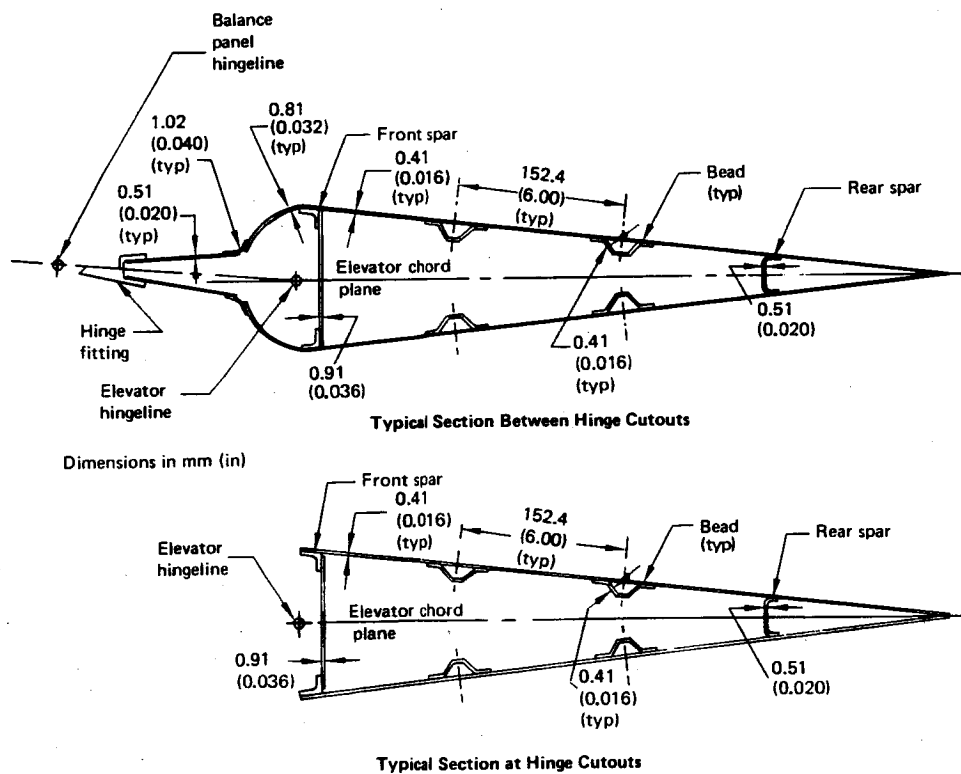 Balance
panel
hingeline
0.81
(0.032)
(typ)
1.02
(0.040)
(typ)
Front spar
0.41
(0.016)
(typ)
152.4
(6.00)
(typ)
Bead
(typ)
Rear spar
0.51
(0.020)
(typ)
Elevator chord
plane
Hinge
fitting
0.91
(0.036)
0.41
(0.016)
(typ)
0.51
(0.020)
Elevator
hingeline
Typical Section Between Hinge Cutouts
Dimensions in mm (in)
Front spar
0.41
(0.016)
(typ)
152.4
(6.00)
(typ)
Bead
(typ)
Rear spar
Elevator
hingeline
Elevator chord
plane
0.91
(0.036)
0.41
(0.016)
(typ)
0.51
(0.020)
Typical Section at Hinge Cutouts